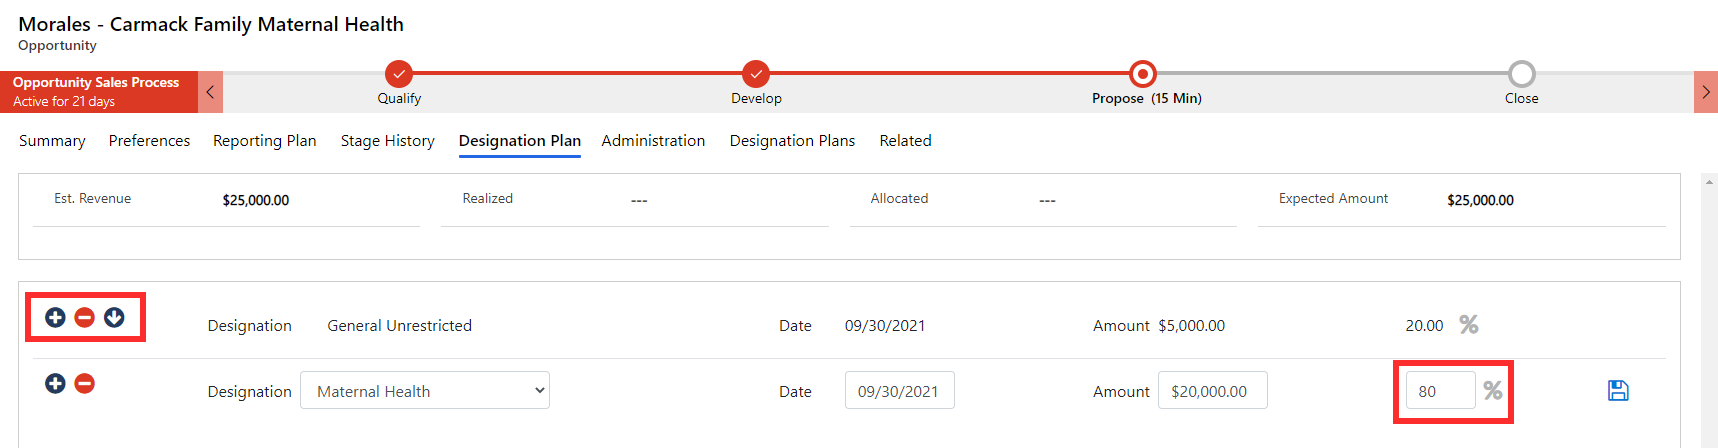 Morales - Carmack Family Maternal Health
Opportunity
Opportunity Sales Process
Active for 21 days
Qualify
Develop
Propose (15 Min)
Close
Summary Preferences Reporting Plan Stage History Designation Plan Administration Designation Plans Related
Est. Revenue $25,000.00 Realized --- Allocated --- Expected Amount $25,000.00
Designation General Unrestricted Date 09/30/2021 Amount $5,000.00 20.00 %
Designation Maternal Health Date 09/30/2021 Amount $20,000.00 80 %